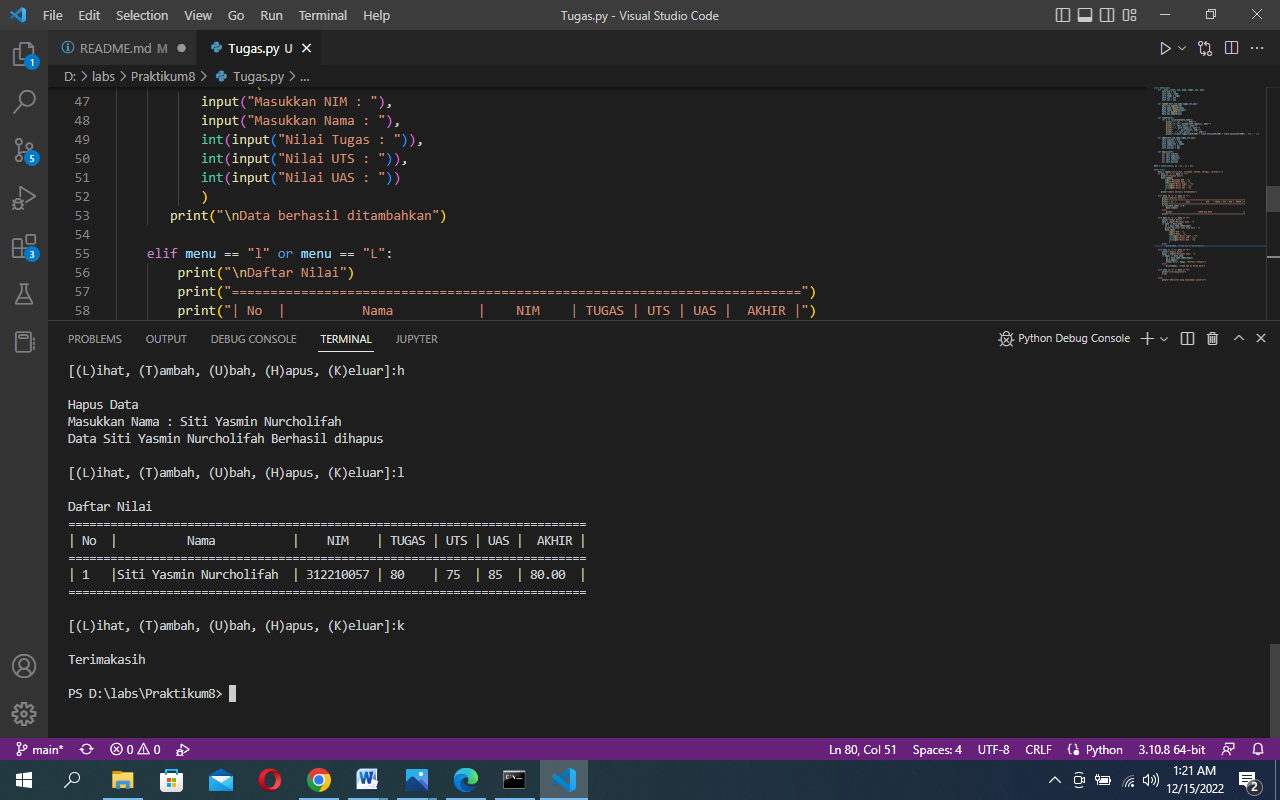 File Edit Selection View Go Run Terminal Help Tugas.py - Visual Studio Code
README.md M Tugas.py U
D: > labs > Praktikum8 > Tugas.py > ...
47 input("Masukkan NIM : "),
48 input("Masukkan Nama : "),
49 int(input("Nilai Tugas : ")),
50 int(input("Nilai UTS : ")),
51 int(input("Nilai UAS : "))
52 )
53 print("\nData berhasil ditambahkan")
54
55 elif menu == "l" or menu == "L":
56 print("\nDaftar Nilai")
57 print("==========================================================================")
58 print("| No | Nama | NIM | TUGAS | UTS | UAS | AKHIR |")
PROBLEMS OUTPUT DEBUG CONSOLE TERMINAL JUPYTER Python Debug Console
[(L)ihat, (T)ambah, (U)bah, (H)apus, (K)eluar]:h
Hapus Data
Masukkan Nama : Siti Yasmin Nurcholifah
Data Siti Yasmin Nurcholifah Berhasil dihapus
[(L)ihat, (T)ambah, (U)bah, (H)apus, (K)eluar]:l
Daftar Nilai
==========================================================================
| No | Nama | NIM | TUGAS | UTS | UAS | AKHIR |
==========================================================================
| 1 |Siti Yasmin Nurcholifah | 312210057 | 80 | 75 | 85 | 80.00 |
==========================================================================
[(L)ihat, (T)ambah, (U)bah, (H)apus, (K)eluar]:k
Terimakasih
PS D:\labs\Praktikum8>
1
5
3
main* 0 0 Ln 80, Col 51 Spaces: 4 UTF-8 CRLF Python 3.10.8 64-bit
1:21 AM
12/15/2022
2